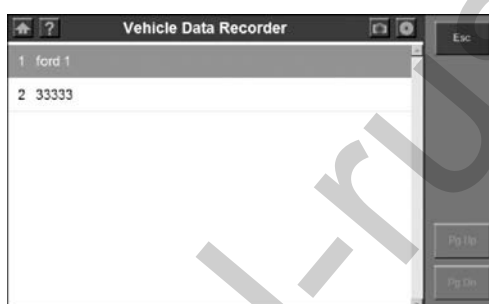 ? Vehicle Data Recorder
Esc
1 ford 1
2 33333
Pg Up
Pg Dn